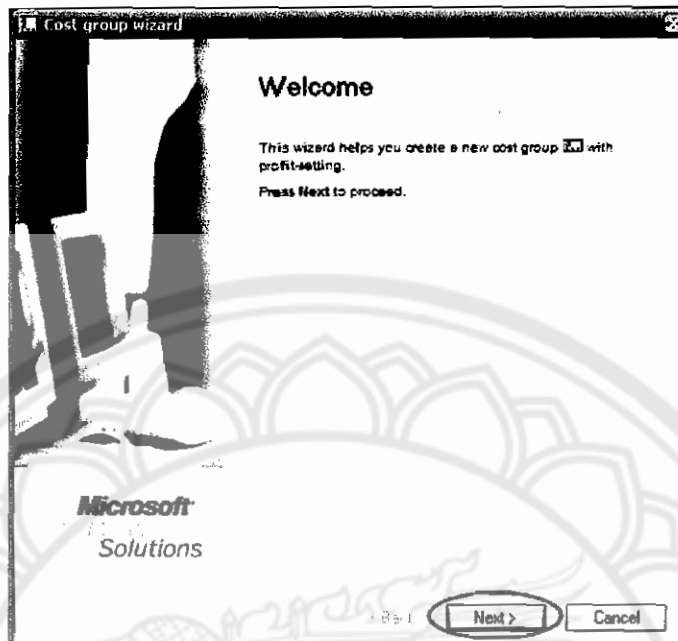 Cost group wizard
Welcome
This wizard helps you create a new cost group with
profit-setting.
Press Next to proceed.
Microsoft
Solutions
Next >
Cancel